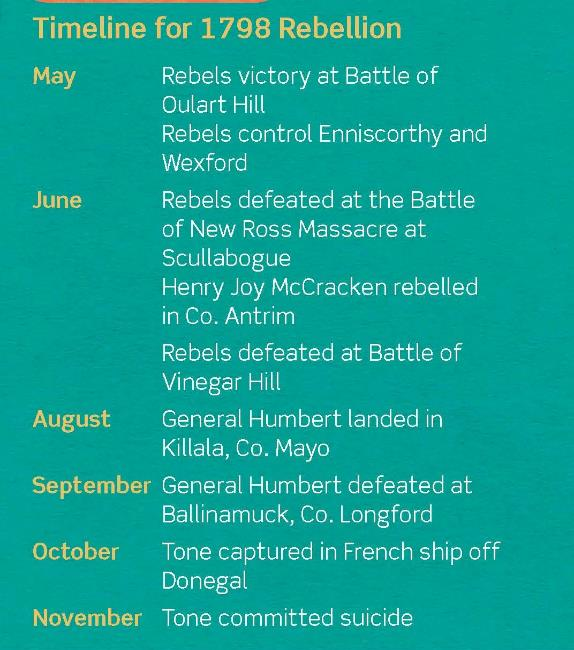 Timeline for 1798 Rebellion
May Rebels victory at Battle of
Oulart Hill
Rebels control Enniscorthy and
Wexford
June Rebels defeated at the Battle
of New Ross Massacre at
Scullabogue
Henry Joy McCracken rebelled
in Co. Antrim
Rebels defeated at Battle of
Vinegar Hill
August General Humbert landed in
Killala, Co. Mayo
September General Humbert defeated at
Ballinamuck, Co. Longford
October Tone captured in French ship off
Donegal
November Tone committed suicide